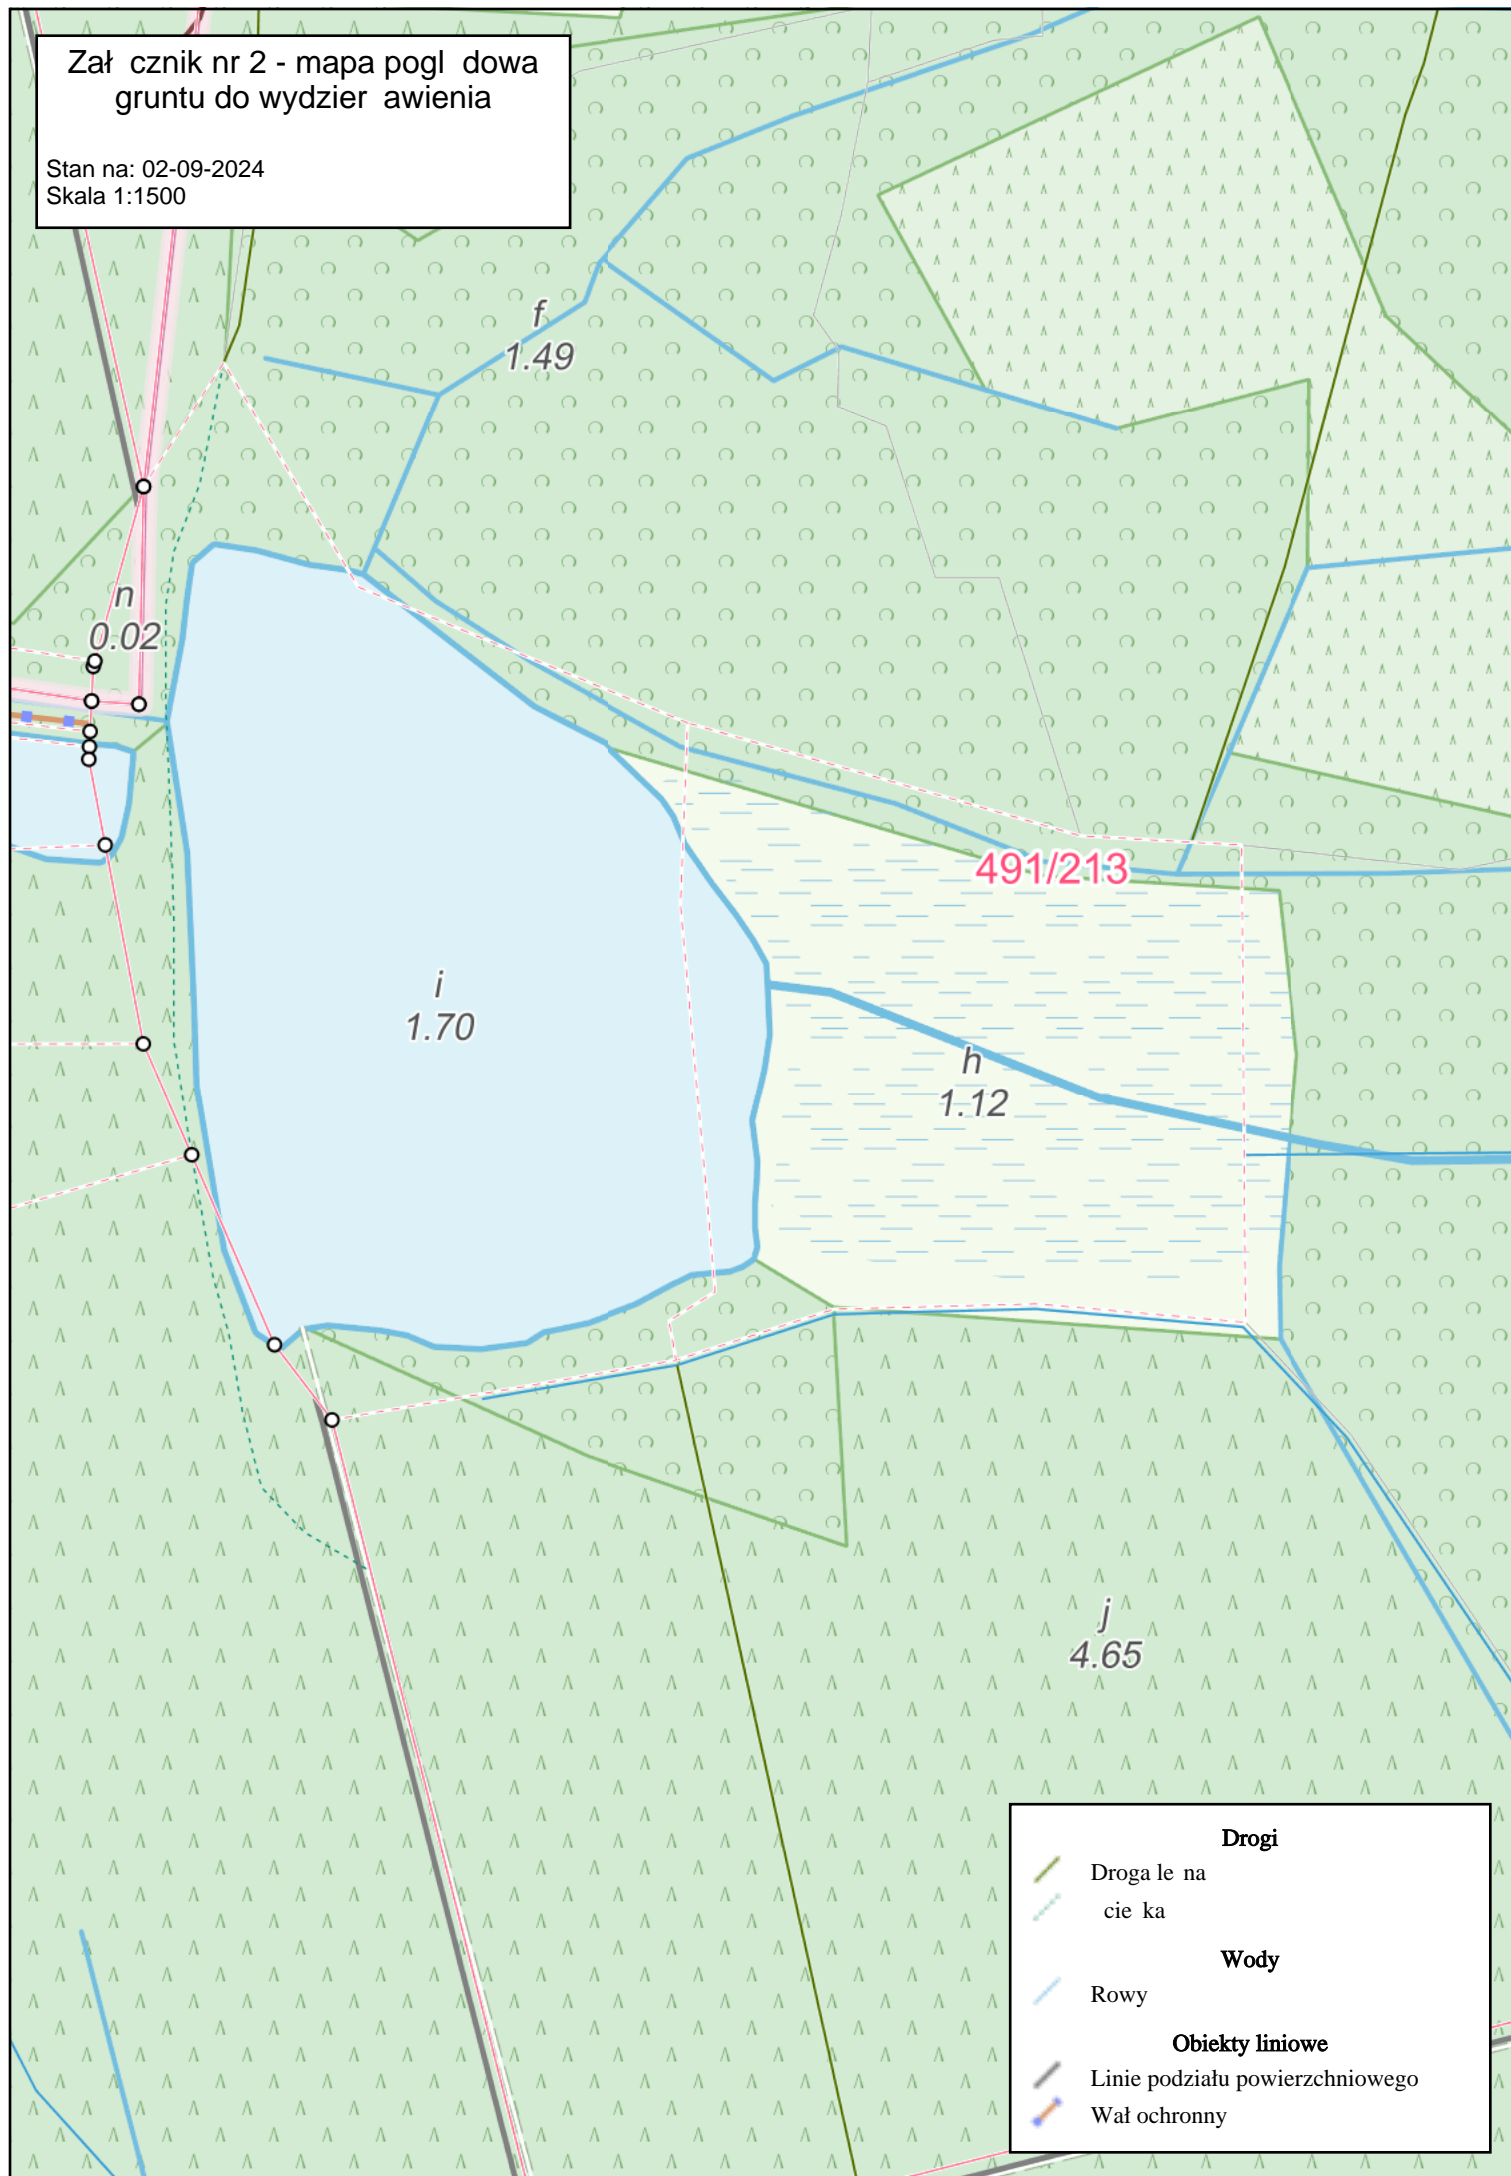 Zał cznik nr 2 - mapa pogl dowa
gruntu do wydzier awienia
Stan na: 02-09-2024
Skala 1:1500
f
1.49
n
0.02
491/213
i
1.70
h
1.12
j
4.65
Drogi
Droga le na
cie ka
Wody
Rowy
Obiekty liniowe
Linie podziału powierzchniowego
Wał ochronny